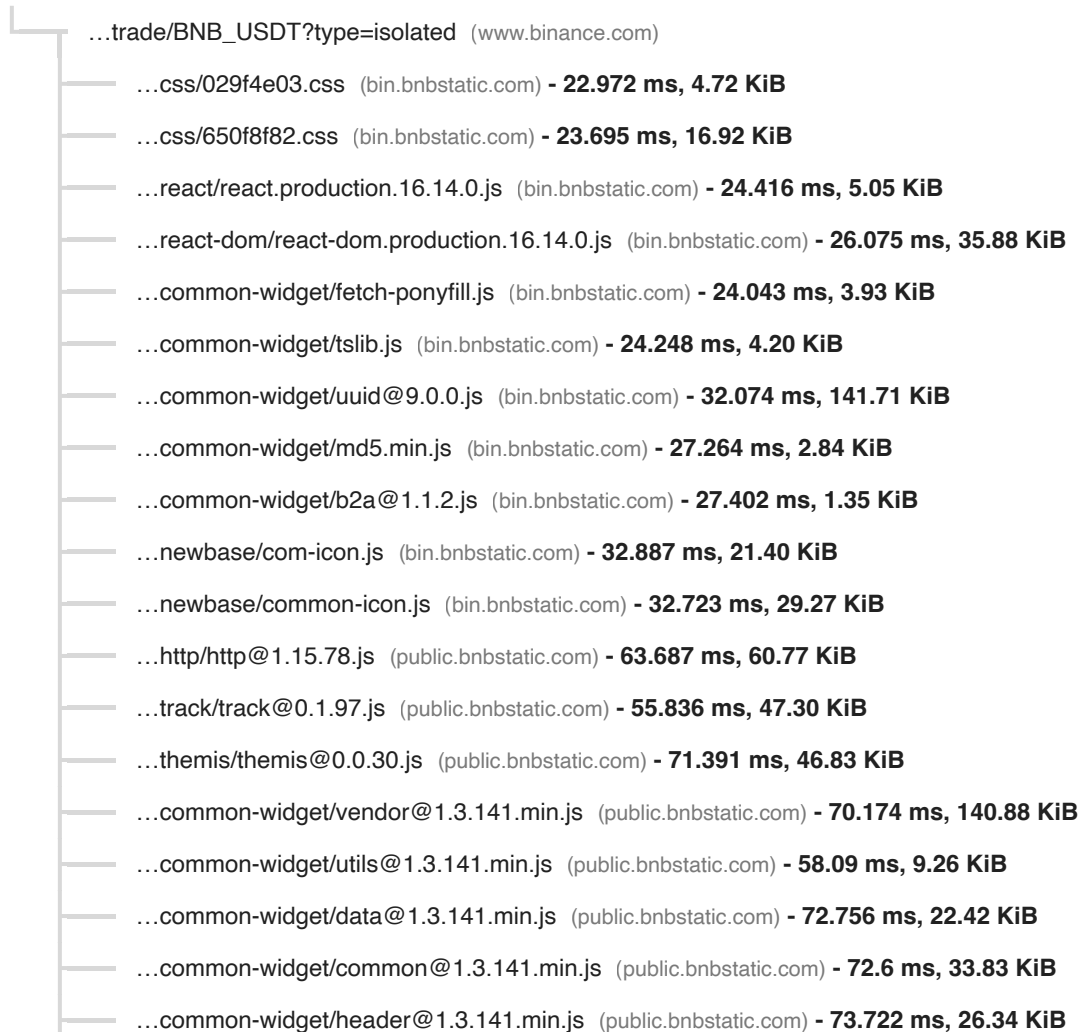 …trade/BNB_USDT?type=isolated (www.binance.com)
…css/029f4e03.css (bin.bnbstatic.com) - 22.972 ms, 4.72 KiB
…css/650f8f82.css (bin.bnbstatic.com) - 23.695 ms, 16.92 KiB
…react/react.production.16.14.0.js (bin.bnbstatic.com) - 24.416 ms, 5.05 KiB
…react-dom/react-dom.production.16.14.0.js (bin.bnbstatic.com) - 26.075 ms, 35.88 KiB
…common-widget/fetch-ponyfill.js (bin.bnbstatic.com) - 24.043 ms, 3.93 KiB
…common-widget/tslib.js (bin.bnbstatic.com) - 24.248 ms, 4.20 KiB
…common-widget/uuid@9.0.0.js (bin.bnbstatic.com) - 32.074 ms, 141.71 KiB
…common-widget/md5.min.js (bin.bnbstatic.com) - 27.264 ms, 2.84 KiB
…common-widget/b2a@1.1.2.js (bin.bnbstatic.com) - 27.402 ms, 1.35 KiB
…newbase/com-icon.js (bin.bnbstatic.com) - 32.887 ms, 21.40 KiB
…newbase/common-icon.js (bin.bnbstatic.com) - 32.723 ms, 29.27 KiB
…http/http@1.15.78.js (public.bnbstatic.com) - 63.687 ms, 60.77 KiB
…track/track@0.1.97.js (public.bnbstatic.com) - 55.836 ms, 47.30 KiB
…themis/themis@0.0.30.js (public.bnbstatic.com) - 71.391 ms, 46.83 KiB
…common-widget/vendor@1.3.141.min.js (public.bnbstatic.com) - 70.174 ms, 140.88 KiB
…common-widget/utils@1.3.141.min.js (public.bnbstatic.com) - 58.09 ms, 9.26 KiB
…common-widget/data@1.3.141.min.js (public.bnbstatic.com) - 72.756 ms, 22.42 KiB
…common-widget/common@1.3.141.min.js (public.bnbstatic.com) - 72.6 ms, 33.83 KiB
…common-widget/header@1.3.141.min.js (public.bnbstatic.com) - 73.722 ms, 26.34 KiB